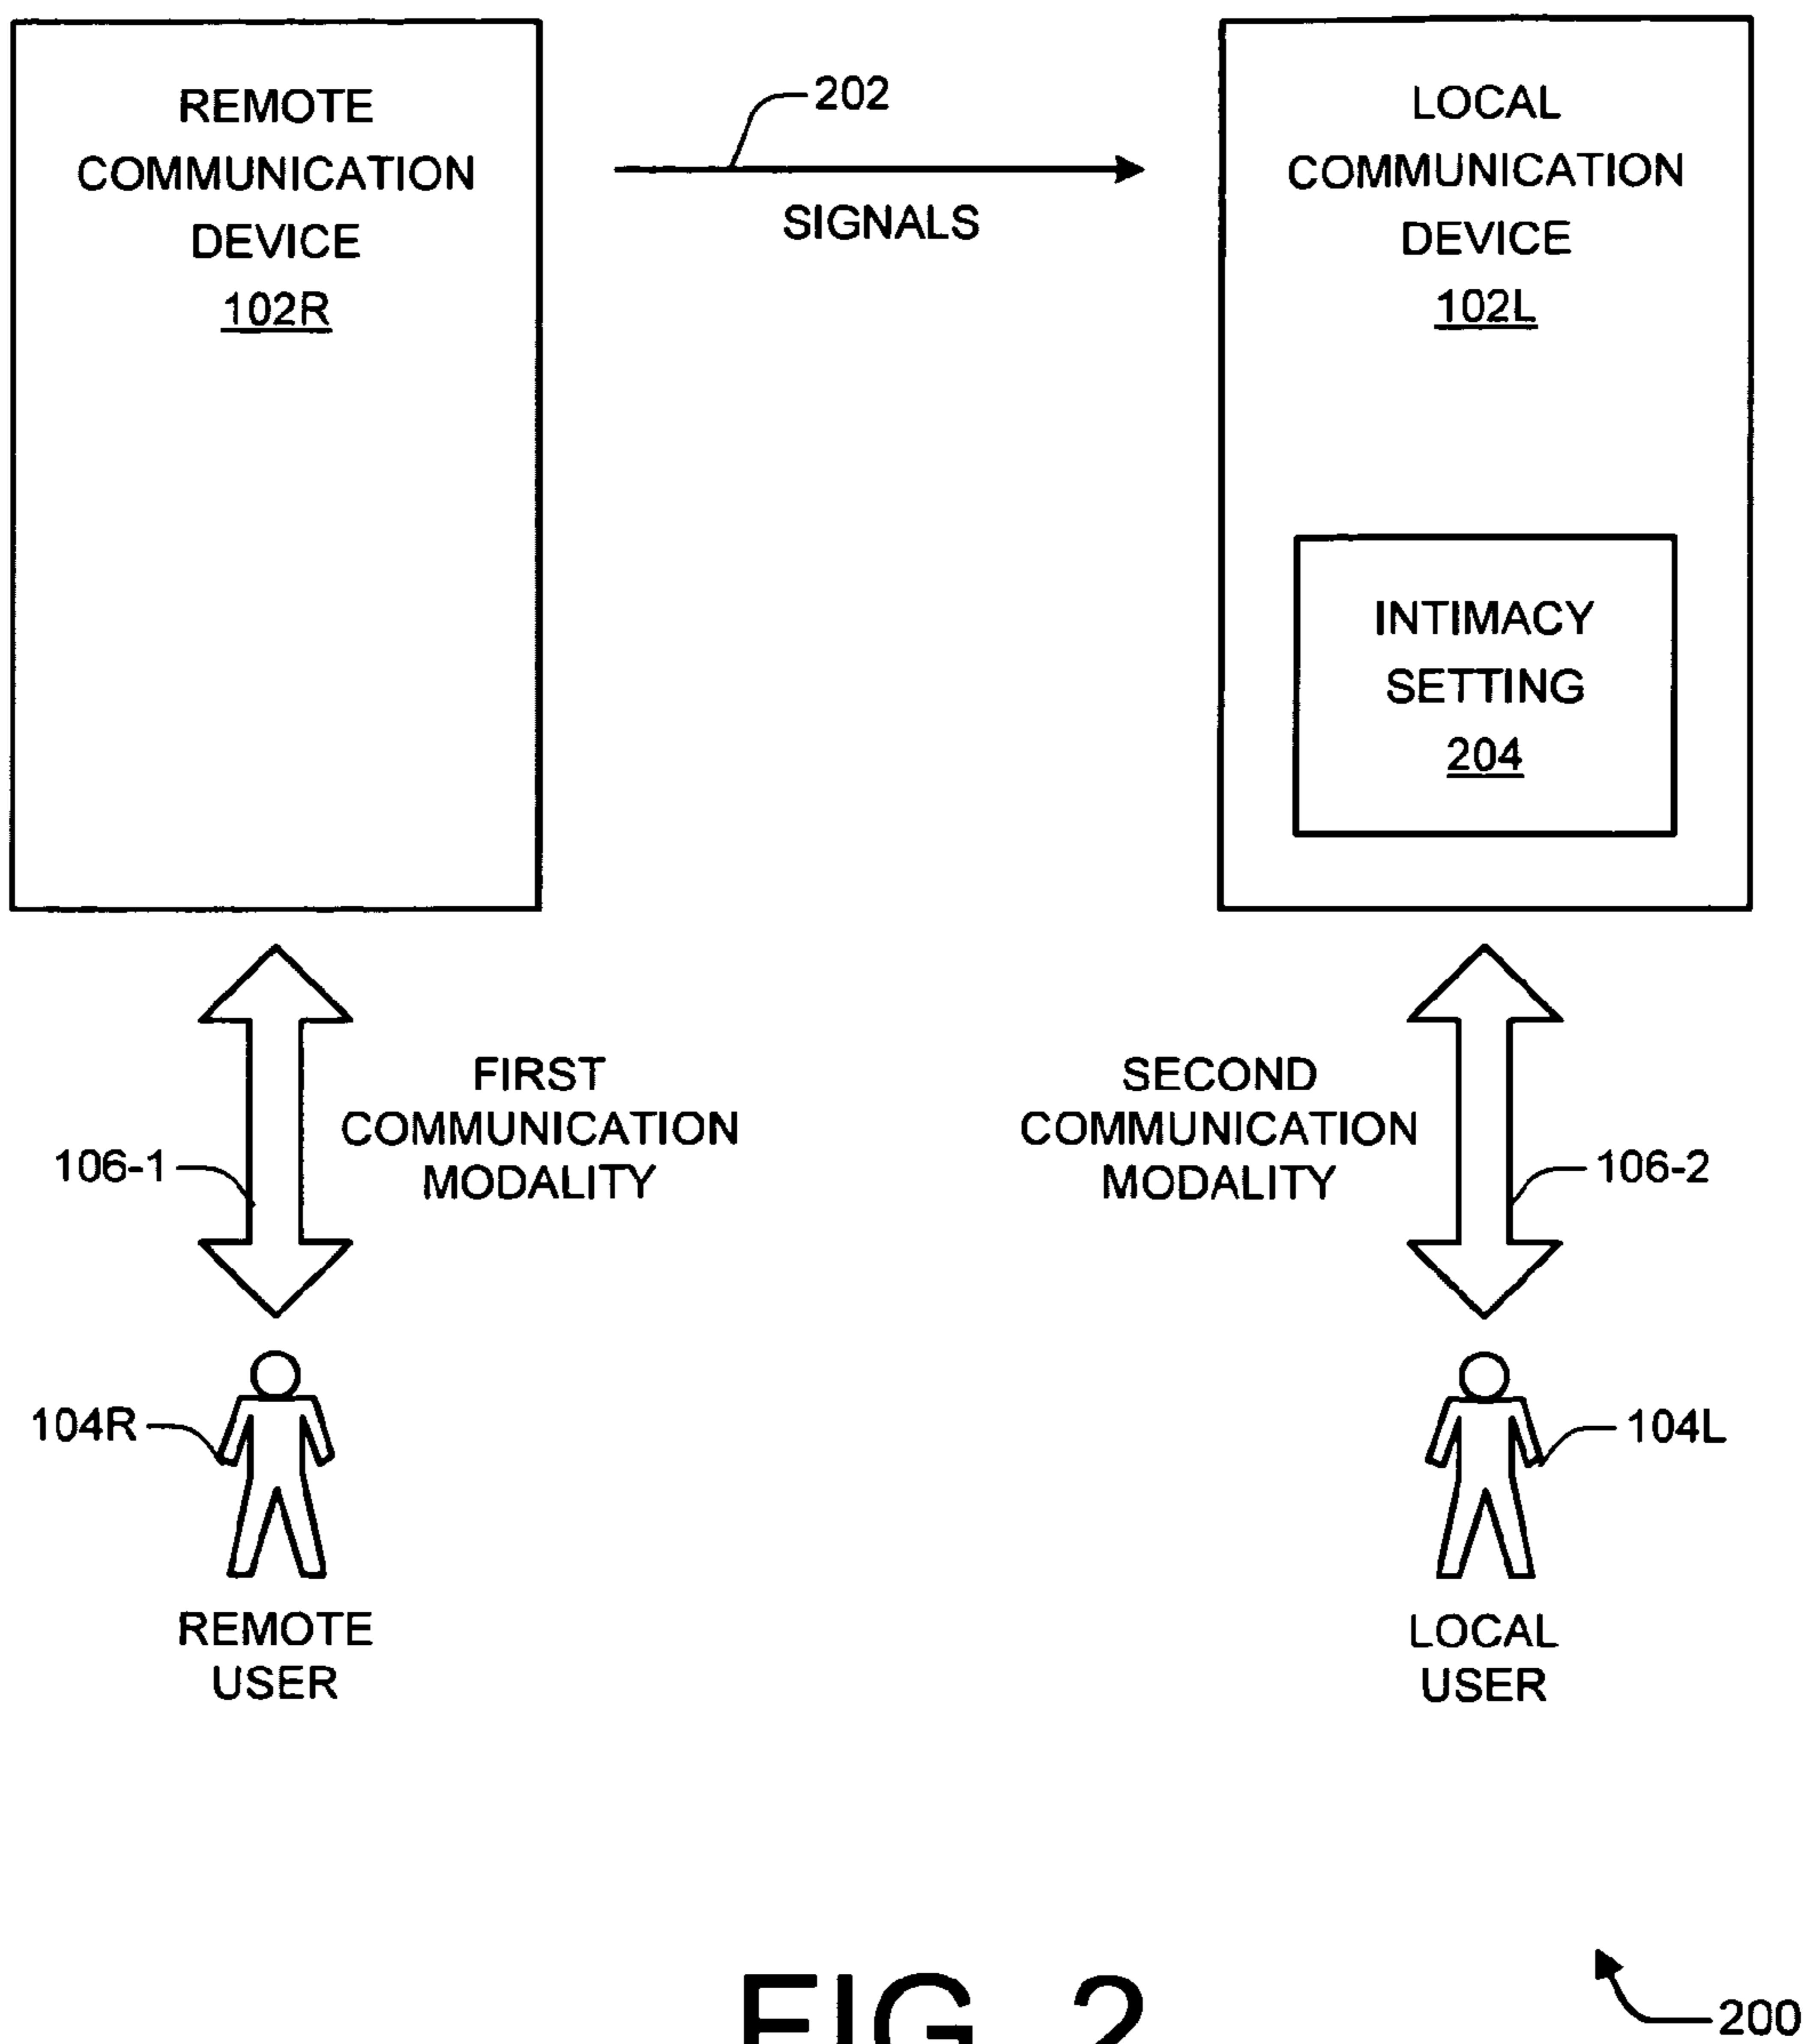 REMOTE
COMMUNICATION
DEVICE
102R
202
SIGNALS
LOCAL
COMMUNICATION
DEVICE
102L
INTIMACY
SETTING
204
FIRST
COMMUNICATION
MODALITY
106-1
SECOND
COMMUNICATION
MODALITY
106-2
104R
REMOTE
USER
104L
LOCAL
USER
FIG. 2
200